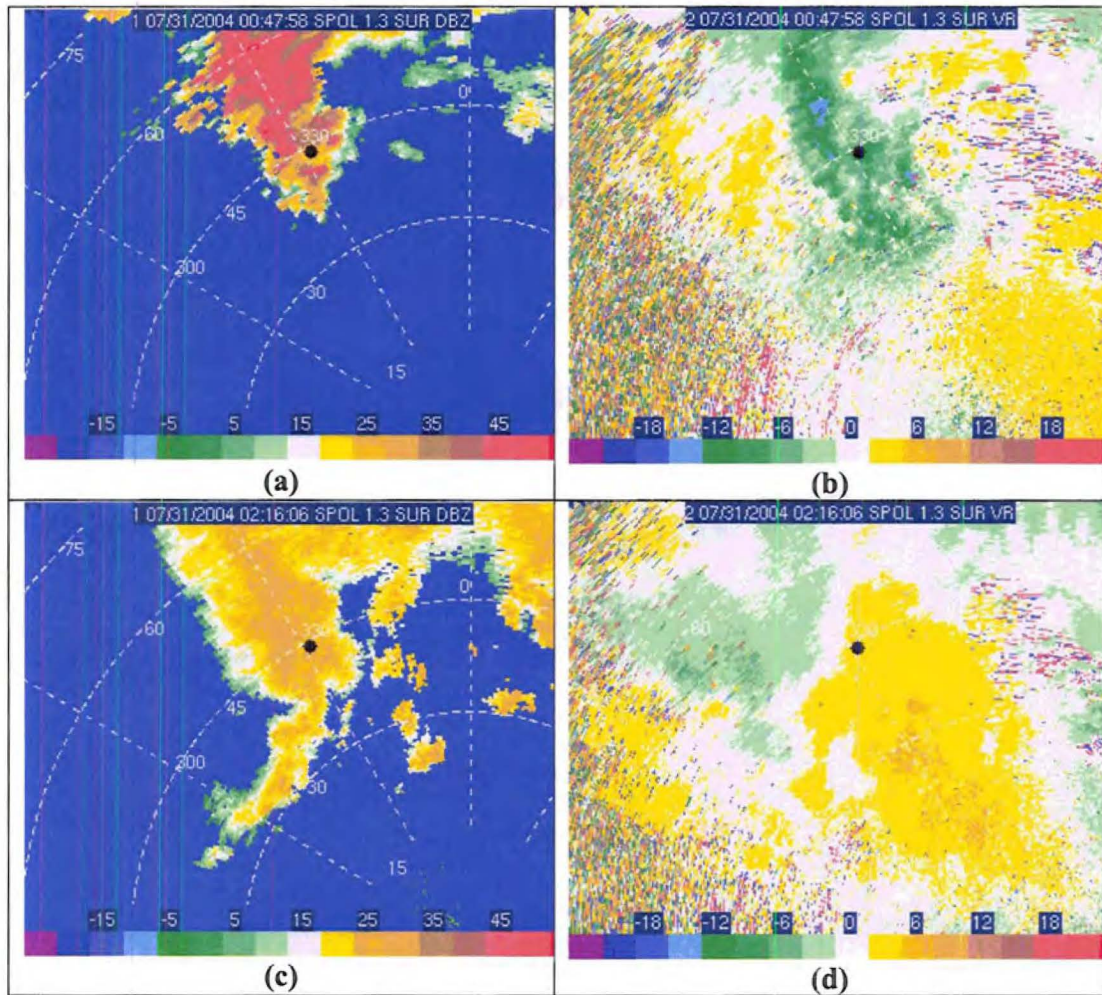 1 07/31/2004 00:47:58 SPOL 1.3 SUR DBZ
75
0
60
330
45
300
30
15
-15 -5 5 15 25 35 45
(a)
2 07/31/2004 00:47:58 SPOL 1.3 SUR VR
330
-18 -12 -6 0 6 12 18
(b)
1 07/31/2004 02:16:06 SPOL 1.3 SUR DBZ
75
0
60
330
45
300
30
15
-15 -5 5 15 25 35 45
(c)
2 07/31/2004 02:16:06 SPOL 1.3 SUR VR
60
-18 -12 -6 0 6 12 18
(d)